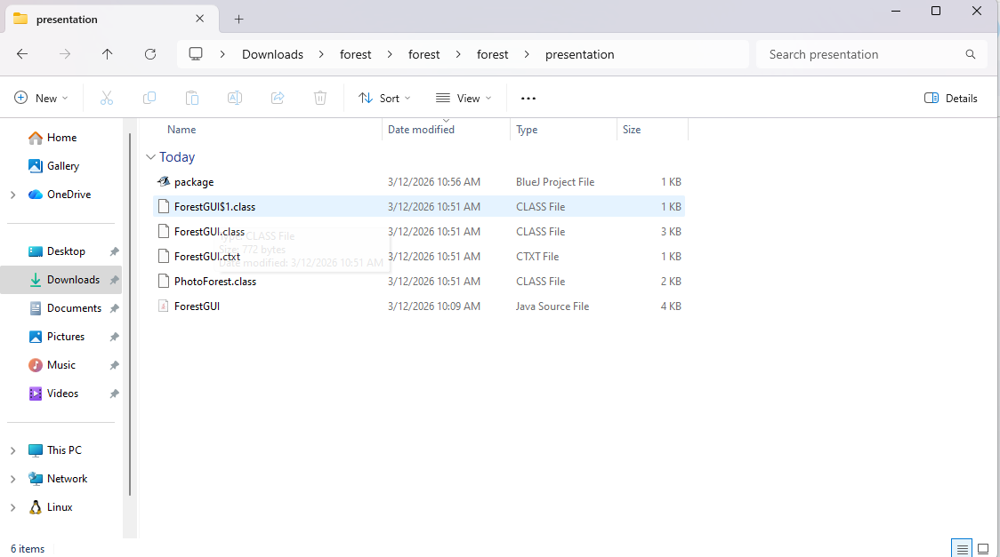 presentation
Downloads forest forest forest presentation
Search presentation
New Sort View Details
Name Date modified Type Size
Home
Gallery
OneDrive
Desktop
Downloads
Documents
Pictures
Music
Videos
This PC
Network
Linux
Today
package 3/12/2026 10:56 AM BlueJ Project File 1 KB
ForestGUI$1.class 3/12/2026 10:51 AM CLASS File 1 KB
ForestGUI.class 3/12/2026 10:51 AM CLASS File 3 KB
Type: CLASS File
Size: 772 bytes
Date modified: 3/12/2026 10:51 AM
ForestGUI.ctxt 3/12/2026 10:51 AM CTXT File 1 KB
PhotoForest.class 3/12/2026 10:51 AM CLASS File 2 KB
ForestGUI 3/12/2026 10:09 AM Java Source File 4 KB
6 items